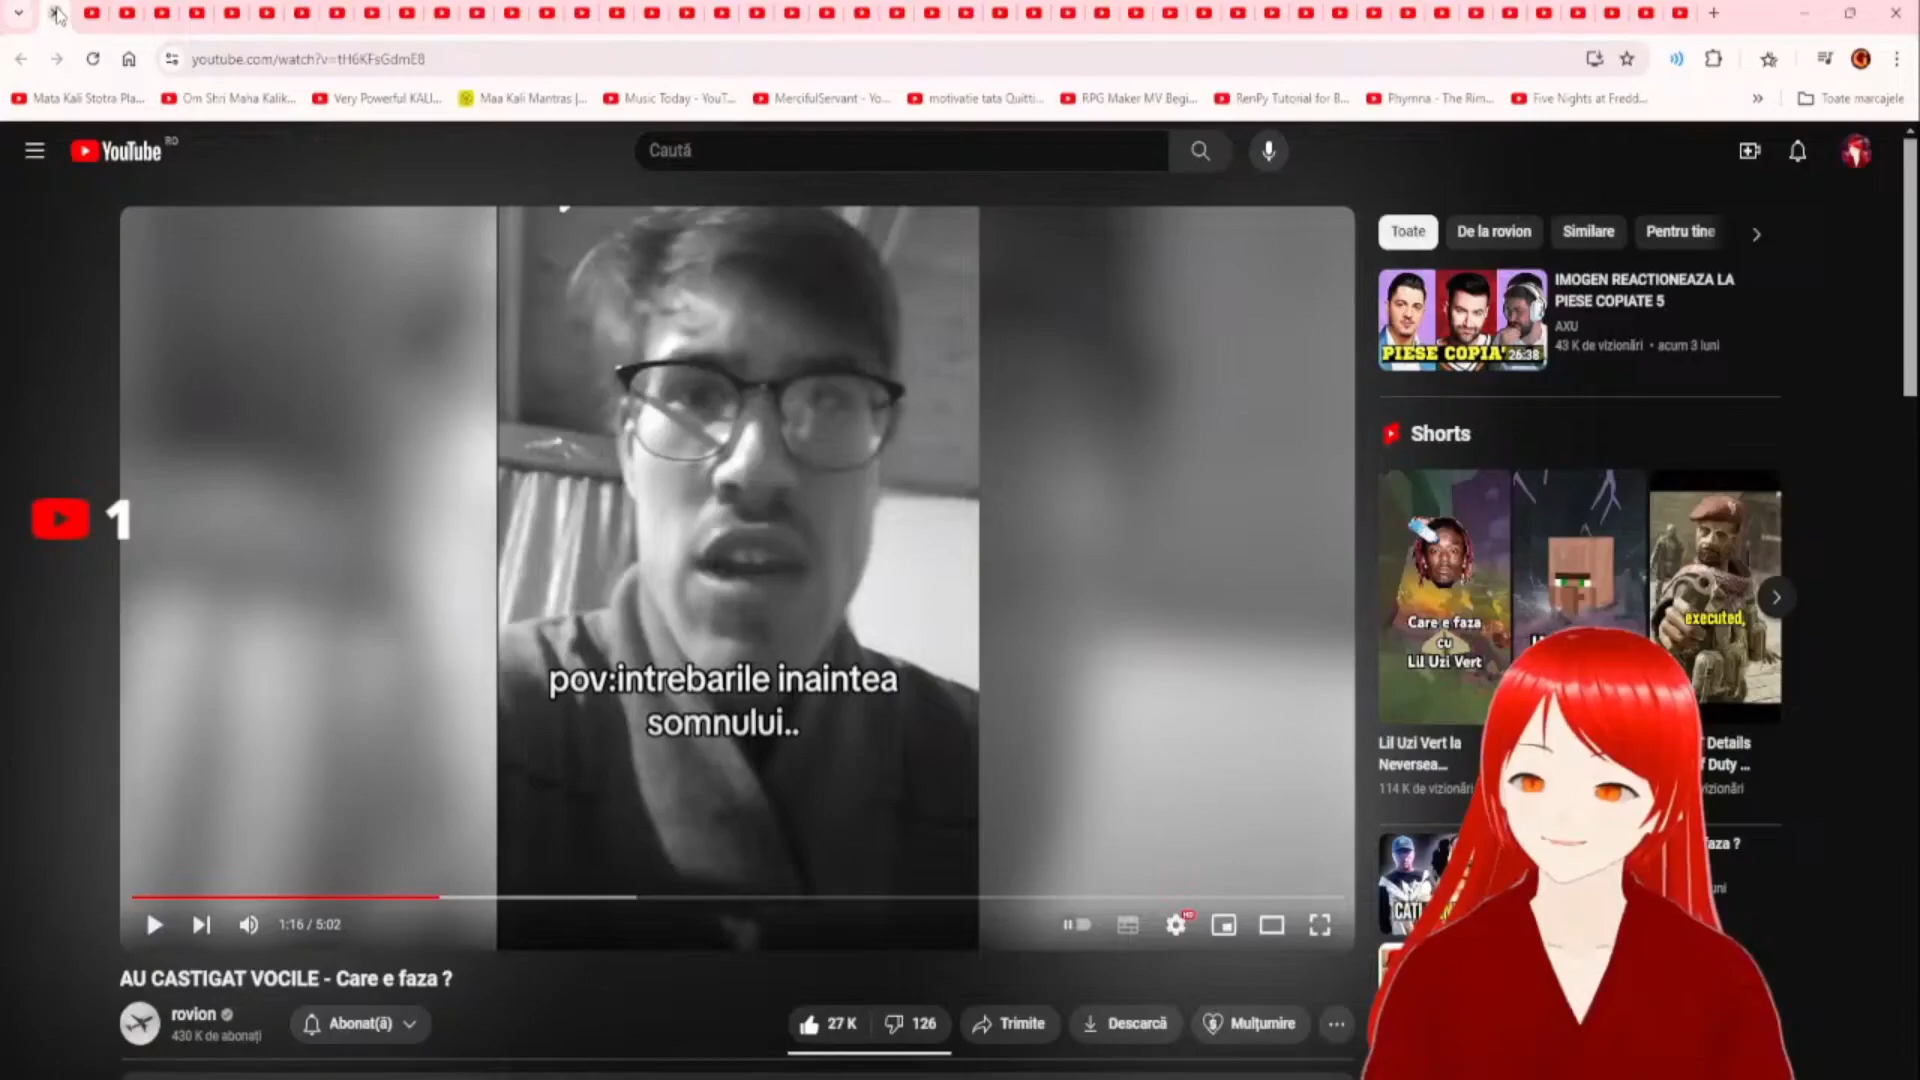 youtube.com/watch?v=tH6KFsGdmE8
Mata Kali Stotra Pla...
Om Shri Maha Kalik...
Very Powerful KALI...
Maa Kali Mantras |...
Music Today - YouT...
MercifulServant - Yo...
motivatie tata Quitti...
RPG Maker MV Begi...
RenPy Tutorial for B...
Phymna - The Rim...
Five Nights at Fredd...
Toate marcajele
YouTube RO
Caută
Toate
De la rovion
Similare
Pentru tine
IMOGEN REACTIONEAZA LA
PIESE COPIATE 5
AXU
43 K de vizionări • acum 3 luni
PIESE COPIA
26:38
Shorts
Care e faza
cu
Lil Uzi Vert
executed,
Lil Uzi Vert la
Neversea...
114 K de vizionări
Details
Duty ...
vizionări
CATI
aza ?
uni
1
pov:intrebarile inaintea
somnului..
1:16 / 5:02
HD
AU CASTIGAT VOCILE - Care e faza ?
rovion
430 K de abonați
Abonat(ă)
27 K
126
Trimite
Descarcă
Mulțumire